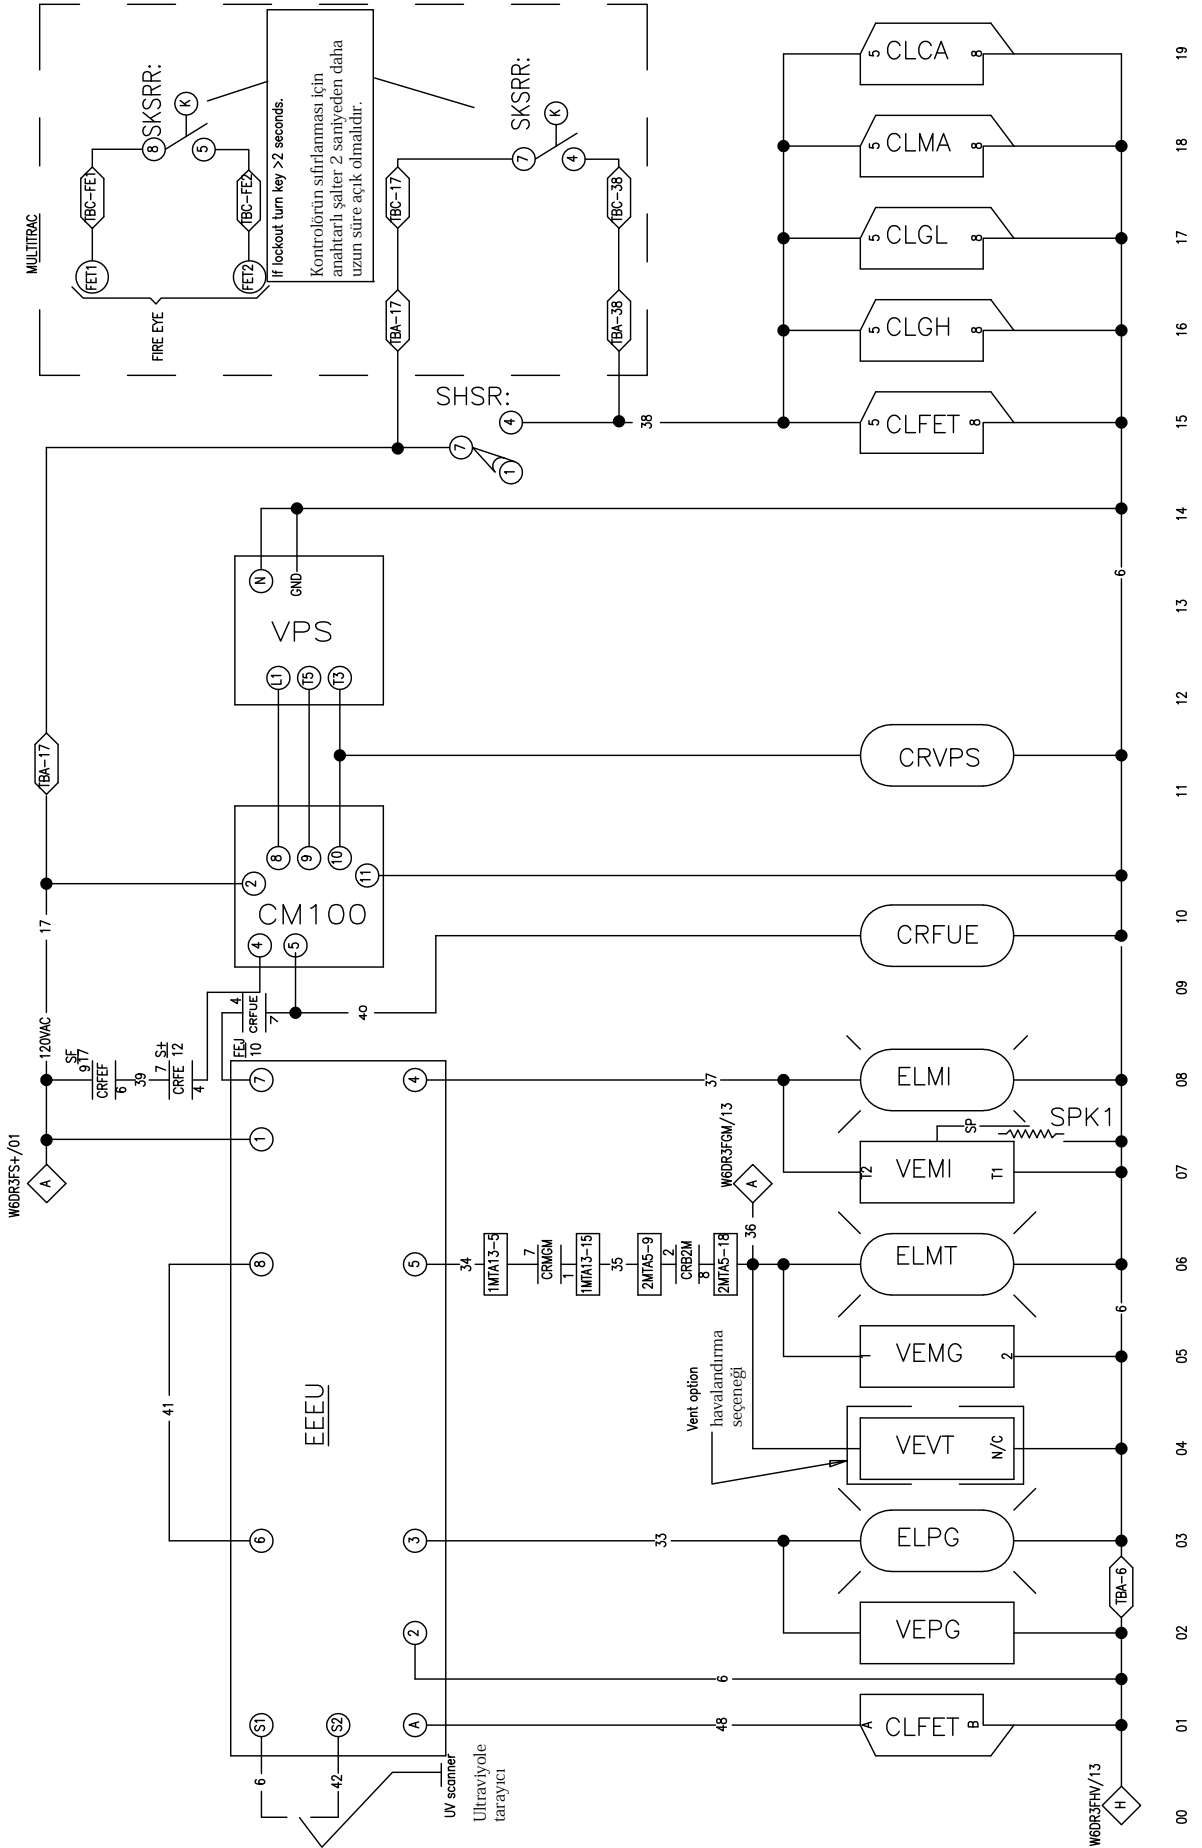 W6DR3FS+/01
A
120VAC
17
TBA-17
MULTITRAC
FIRE EYE
FET1
TBC-FE1
8
SKSRR:
K
5
TBC-FE2
FET2
If lockout turn key >2 seconds.
Kontrolörün sıfırlanması için
anahtarlı şalter 2 saniyeden daha
uzun süre açık olmalıdır.
SKSRR:
K
7
4
TBC-17
TBC-38
TBA-17
TBA-38
SHSR:
7
4
1
38
SF
9 17
CRFEF
6
39
S+
7 12
CRFE
4
FEJ
10
4
CRFUE
7
40
CM100
2
4
5
8
9
10
11
VPS
L1
T5
T3
N
GND
EEEU
S1
S2
6
8
1
7
A
2
3
5
4
41
6
42
UV scanner
Ultraviyole
tarayıcı
48
6
33
34
1MTA13-5
7
CRMGM
1
1MTA13-15
35
2MTA5-9
2
CRB2M
8
2MTA5-18
36
W6DR3FGM/13
A
37
Vent option
havalandırma
seçeneği
A
CLFET
B
VEPG
ELPG
VEVT
N/C
1
VEMG
2
ELMT
T2
VEMI
T1
SP
SPK1
ELMI
CRFUE
CRVPS
5
CLFET
8
5
CLGH
8
5
CLGL
8
5
CLMA
8
5
CLCA
8
W6DR3FHV/13
H
TBA-6
6
6
00
01
02
03
04
05
06
07
08
09
10
11
12
13
14
15
16
17
18
19